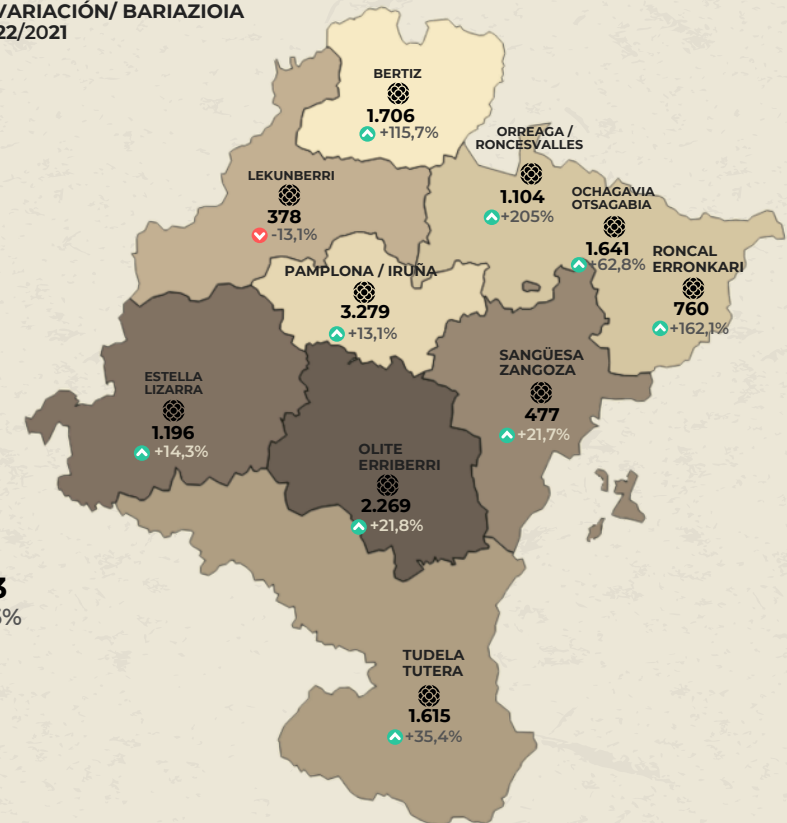 VARIACIÓN/ BARIAZIOIA
22/2021
BERTIZ
1.706
+115,7%
ORREAGA /
RONCESVALLES
1.104
+205%
LEKUNBERRI
378
-13,1%
OCHAGAVIA
OTSAGABIA
1.641
+62,8%
RONCAL
ERRONKARI
760
+162,1%
PAMPLONA / IRUÑA
3.279
+13,1%
SANGÜESA
ZANGOZA
477
+21,7%
ESTELLA
LIZARRA
1.196
+14,3%
OLITE
ERRIBERRI
2.269
+21,8%
3
%
TUDELA
TUTERA
1.615
+35,4%